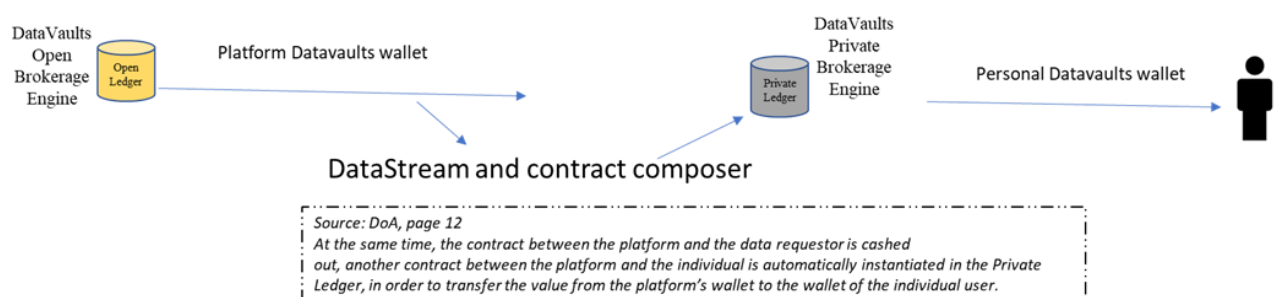 DataVaults
Open
Brokerage
Engine
Open
Ledger
Platform Datavaults wallet
DataVaults
Private
Brokerage
Engine
Private
Ledger
Personal Datavaults wallet
DataStream and contract composer
Source: DoA, page 12
At the same time, the contract between the platform and the data requestor is cashed
out, another contract between the platform and the individual is automatically instantiated in the Private
Ledger, in order to transfer the value from the platform's wallet to the wallet of the individual user.